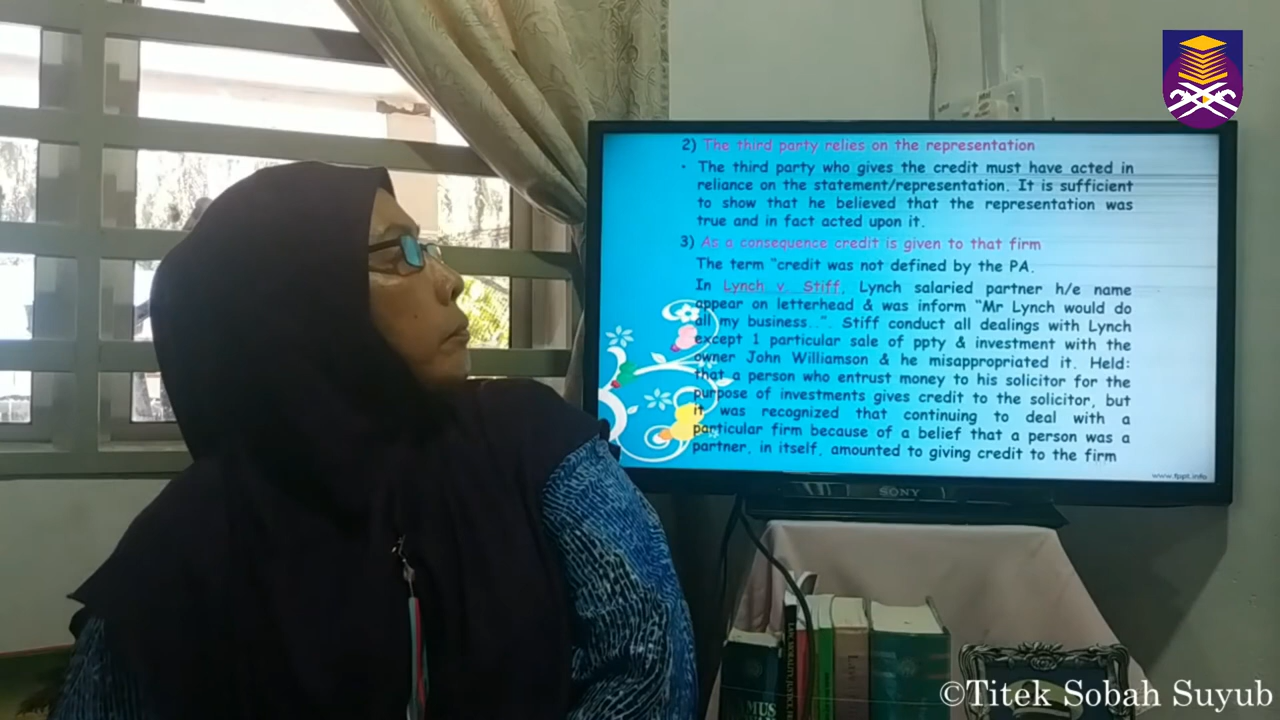 2) The third party relies on the representation
• The third party who gives the credit must have acted in
reliance on the statement/representation. It is sufficient
to show that he believed that the representation was
true and in fact acted upon it.
3) As a consequence credit is given to that firm
The term “credit was not defined by the PA.
In Lynch v. Stiff, Lynch salaried partner h/e name
appear on letterhead & was inform “Mr Lynch would do
all my business...”. Stiff conduct all dealings with Lynch
except 1 particular sale of ppty & investment with the
owner John Williamson & he misappropriated it. Held:
that a person who entrust money to his solicitor for the
purpose of investments gives credit to the solicitor, but
it was recognized that continuing to deal with a
particular firm because of a belief that a person was a
partner, in itself, amounted to giving credit to the firm
www.fppt.info
SONY
©Titek Sobah Suyub